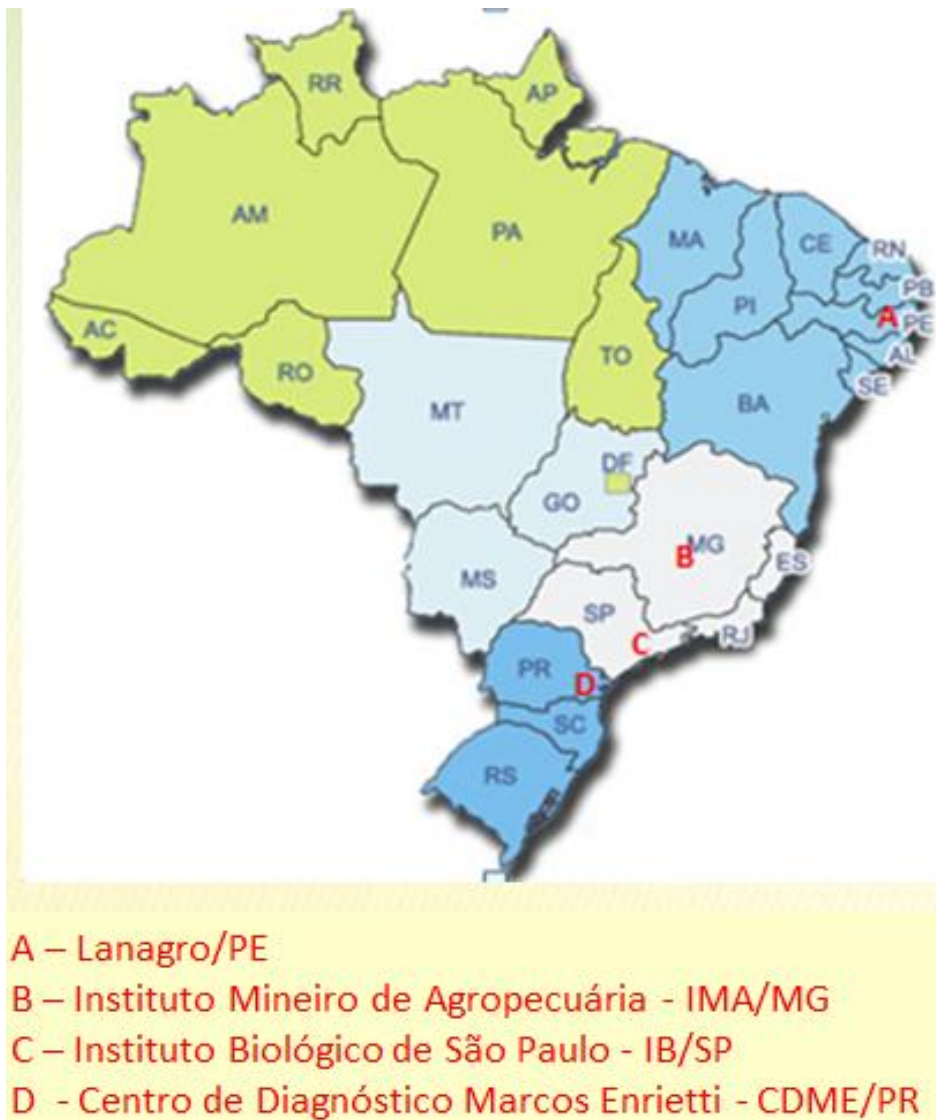 RR
AP
AM
PA
MA
CE
RN
PB
PI
A
PE
AC
AL
TO
RO
SE
BA
MT
DF
GO
MG
B
ES
MS
SP
RJ
C
PR
D
SC
RS
A – Lanagro/PE
B – Instituto Mineiro de Agropecuária - IMA/MG
C – Instituto Biológico de São Paulo - IB/SP
D - Centro de Diagnóstico Marcos Enrietti - CDME/PR